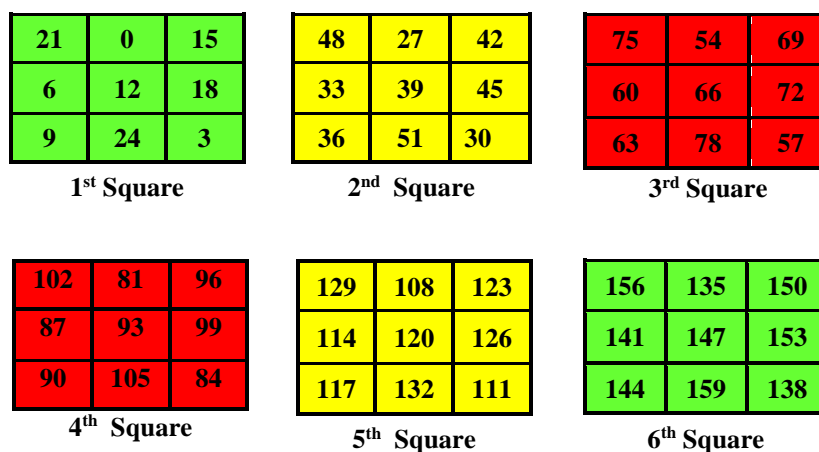 21 0 15 48 27 42 75 54 69
6 12 18 33 39 45 60 66 72
9 24 3 36 51 30 63 78 57
1st Square 2nd Square 3rd Square
102 81 96 129 108 123 156 135 150
87 93 99 114 120 126 141 147 153
90 105 84 117 132 111 144 159 138
4th Square 5th Square 6th Square